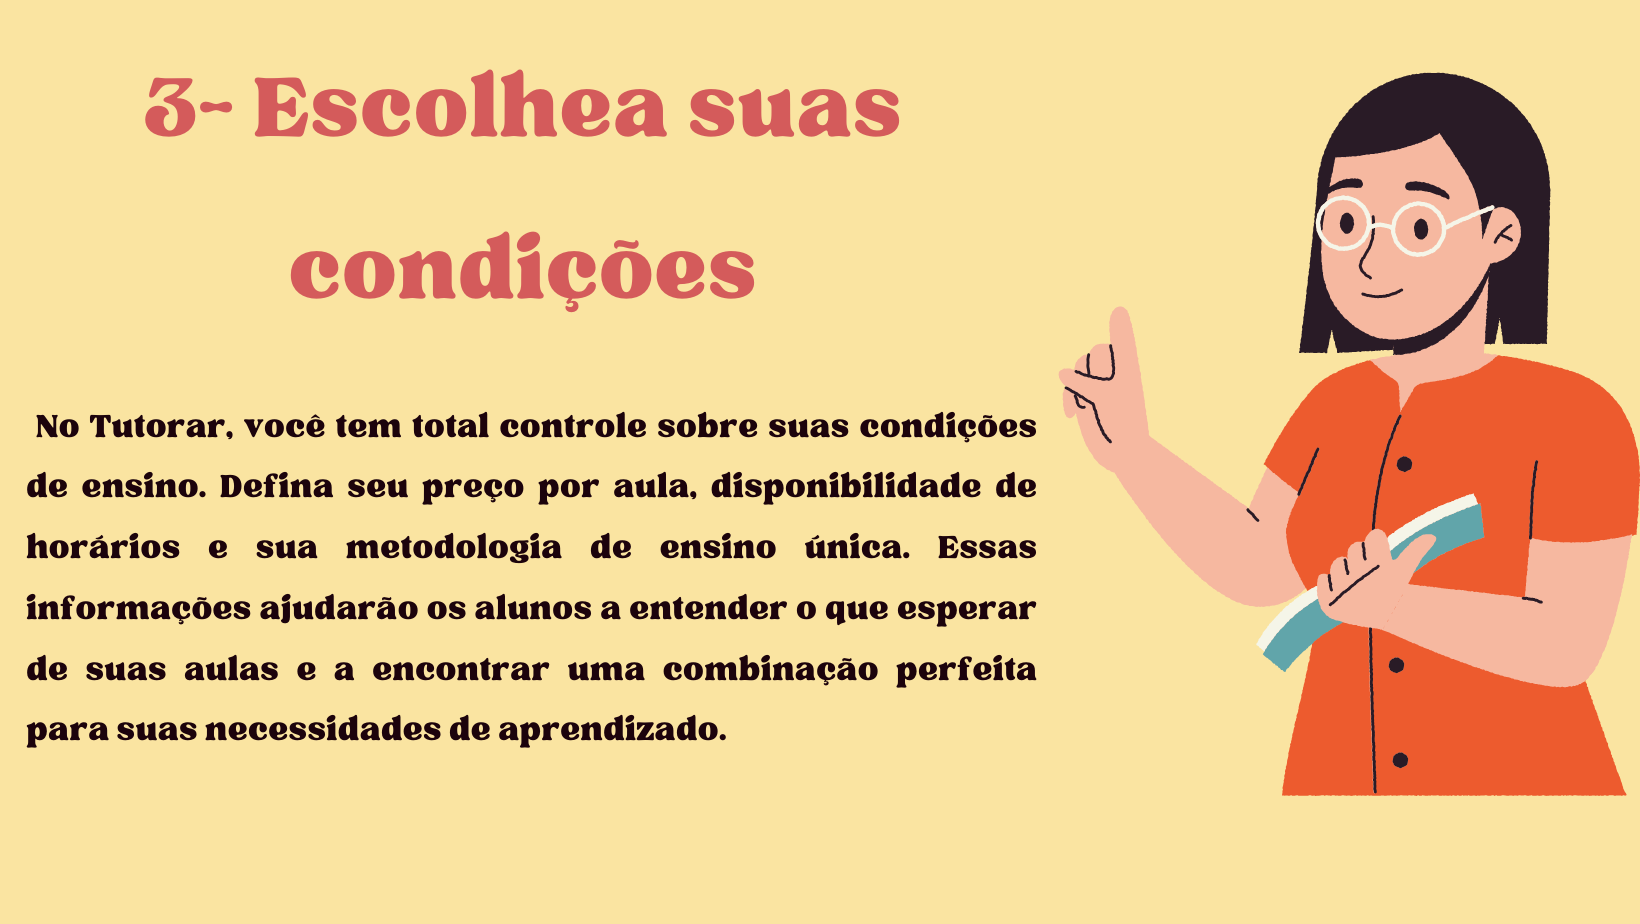 3- Escolhea suas
condições
No Tutorar, você tem total controle sobre suas condições
de ensino. Defina seu preço por aula, disponibilidade de
horários e sua metodologia de ensino única. Essas
informações ajudarão os alunos a entender o que esperar
de suas aulas e a encontrar uma combinação perfeita
para suas necessidades de aprendizado.